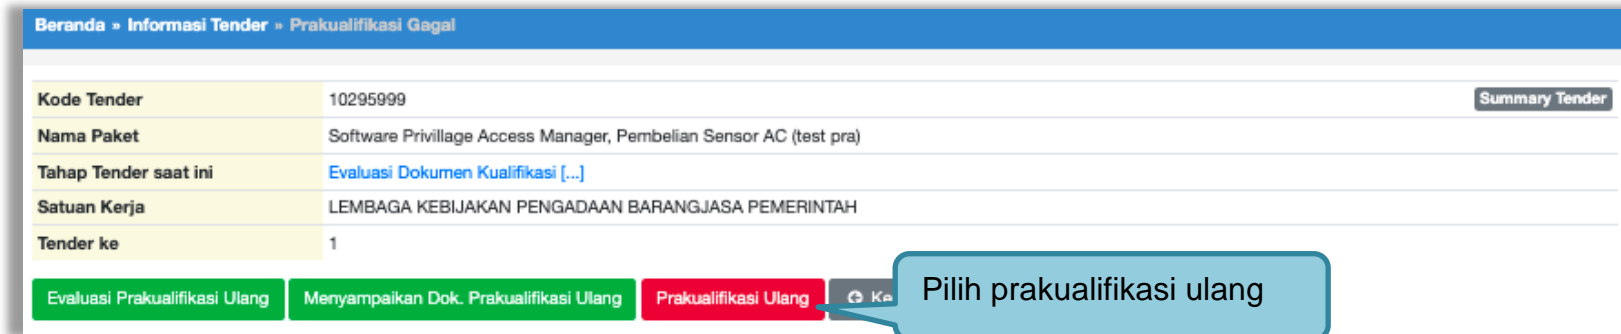 Beranda » Informasi Tender » Prakualifikasi Gagal
Kode Tender 10295999 Summary Tender
Nama Paket Software Privillage Access Manager, Pembelian Sensor AC (test pra)
Tahap Tender saat ini Evaluasi Dokumen Kualifikasi [...]
Satuan Kerja LEMBAGA KEBIJAKAN PENGADAAN BARANGJASA PEMERINTAH
Tender ke 1
Evaluasi Prakualifikasi Ulang Menyampaikan Dok. Prakualifikasi Ulang Prakualifikasi Ulang
Pilih prakualifikasi ulang